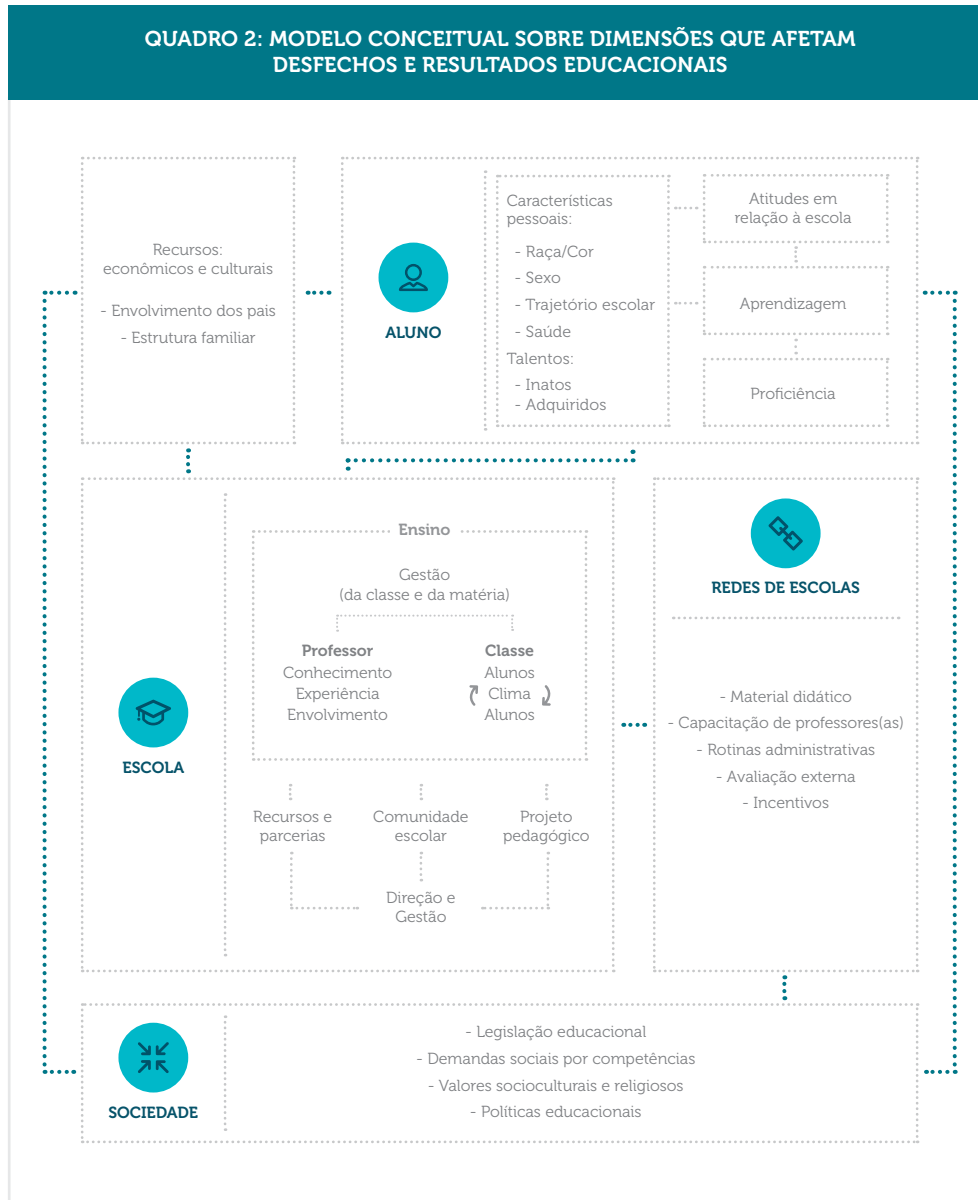 QUADRO 2: MODELO CONCEITUAL SOBRE DIMENSÕES QUE AFETAM
DESFECHOS E RESULTADOS EDUCACIONAIS
Recursos:
econômicos e culturais
- Envolvimento dos pais
- Estrutura familiar
ALUNO
Características
pessoais:
- Raça/Cor
- Sexo
- Trajetório escolar
- Saúde
Talentos:
- Inatos
- Adquiridos
Atitudes em
relação à escola
Aprendizagem
Proficiência
ESCOLA
Ensino
Gestão
(da classe e da matéria)
Professor
Conhecimento
Experiência
Envolvimento
Classe
Alunos
Clima
Alunos
Recursos e
parcerias
Comunidade
escolar
Projeto
pedagógico
Direção e
Gestão
REDES DE ESCOLAS
- Material didático
- Capacitação de professores(as)
- Rotinas administrativas
- Avaliação externa
- Incentivos
SOCIEDADE
- Legislação educacional
- Demandas sociais por competências
- Valores socioculturais e religiosos
- Políticas educacionais